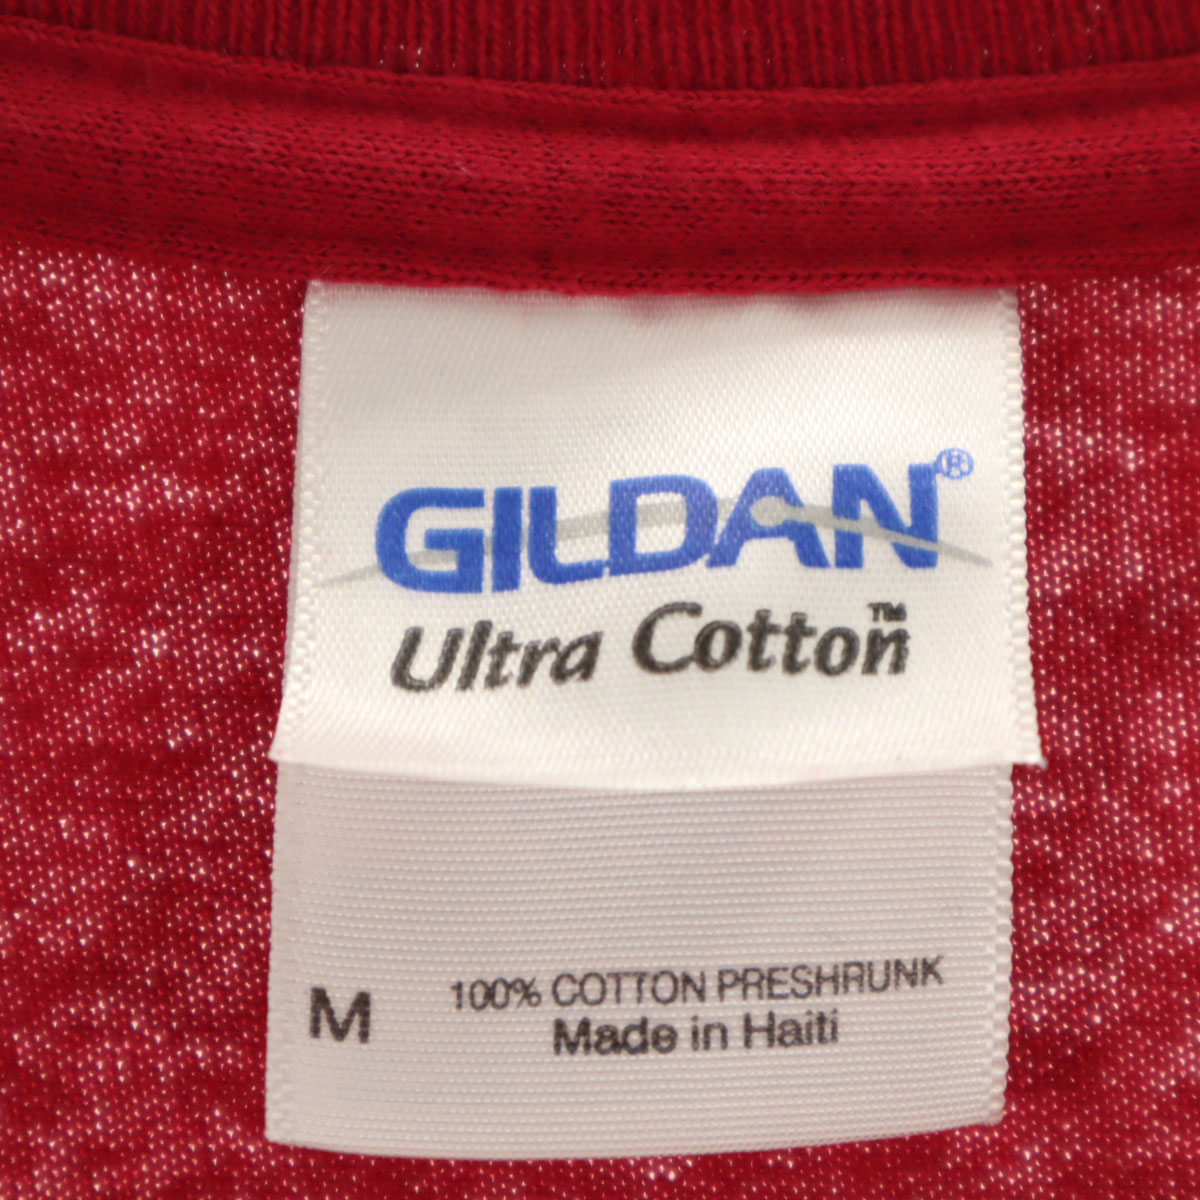 GILDAN®
Ultra Cotton™
M 100% COTTON PRESHRUNK
Made in Haiti